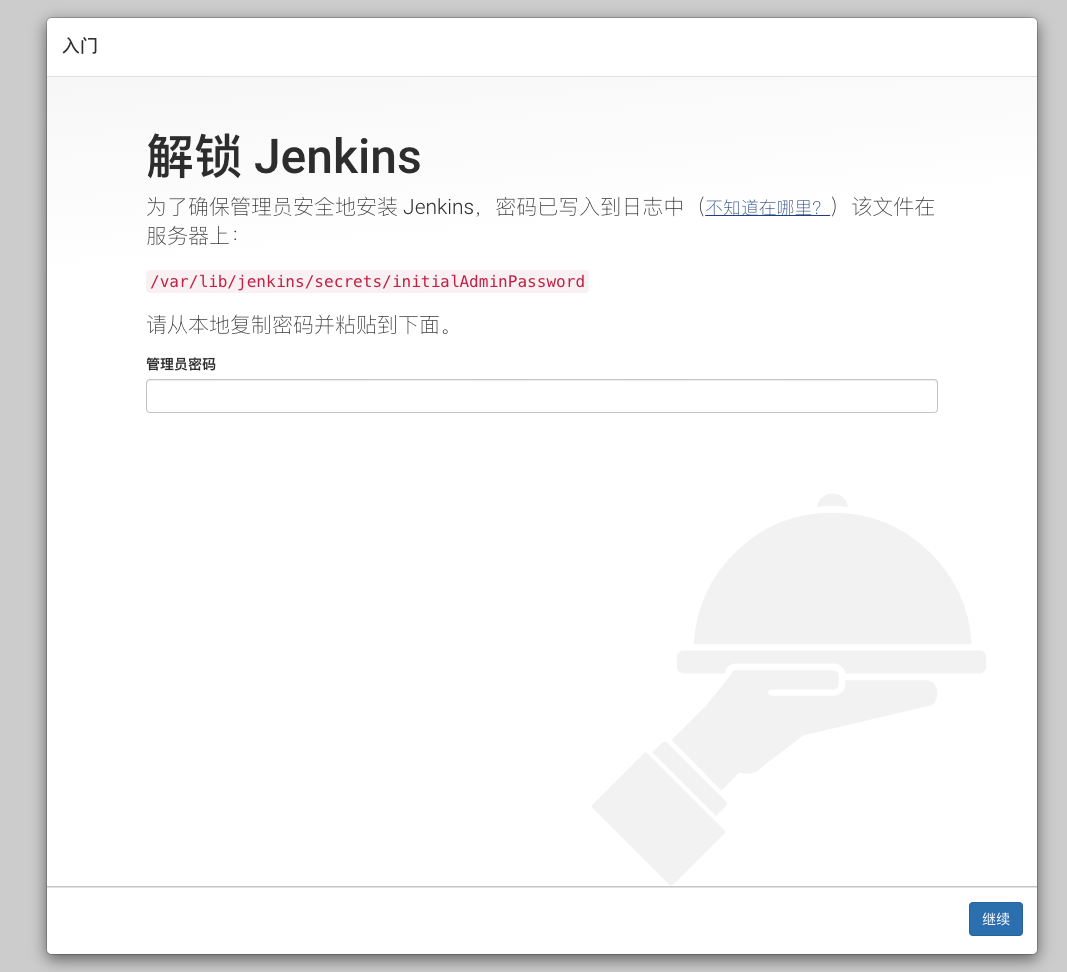 入门
解锁 Jenkins
为了确保管理员安全地安装 Jenkins，密码已写入到日志中（不知道在哪里？）该文件在
服务器上：
/var/lib/jenkins/secrets/initialAdminPassword
请从本地复制密码并粘贴到下面。
管理员密码
继续